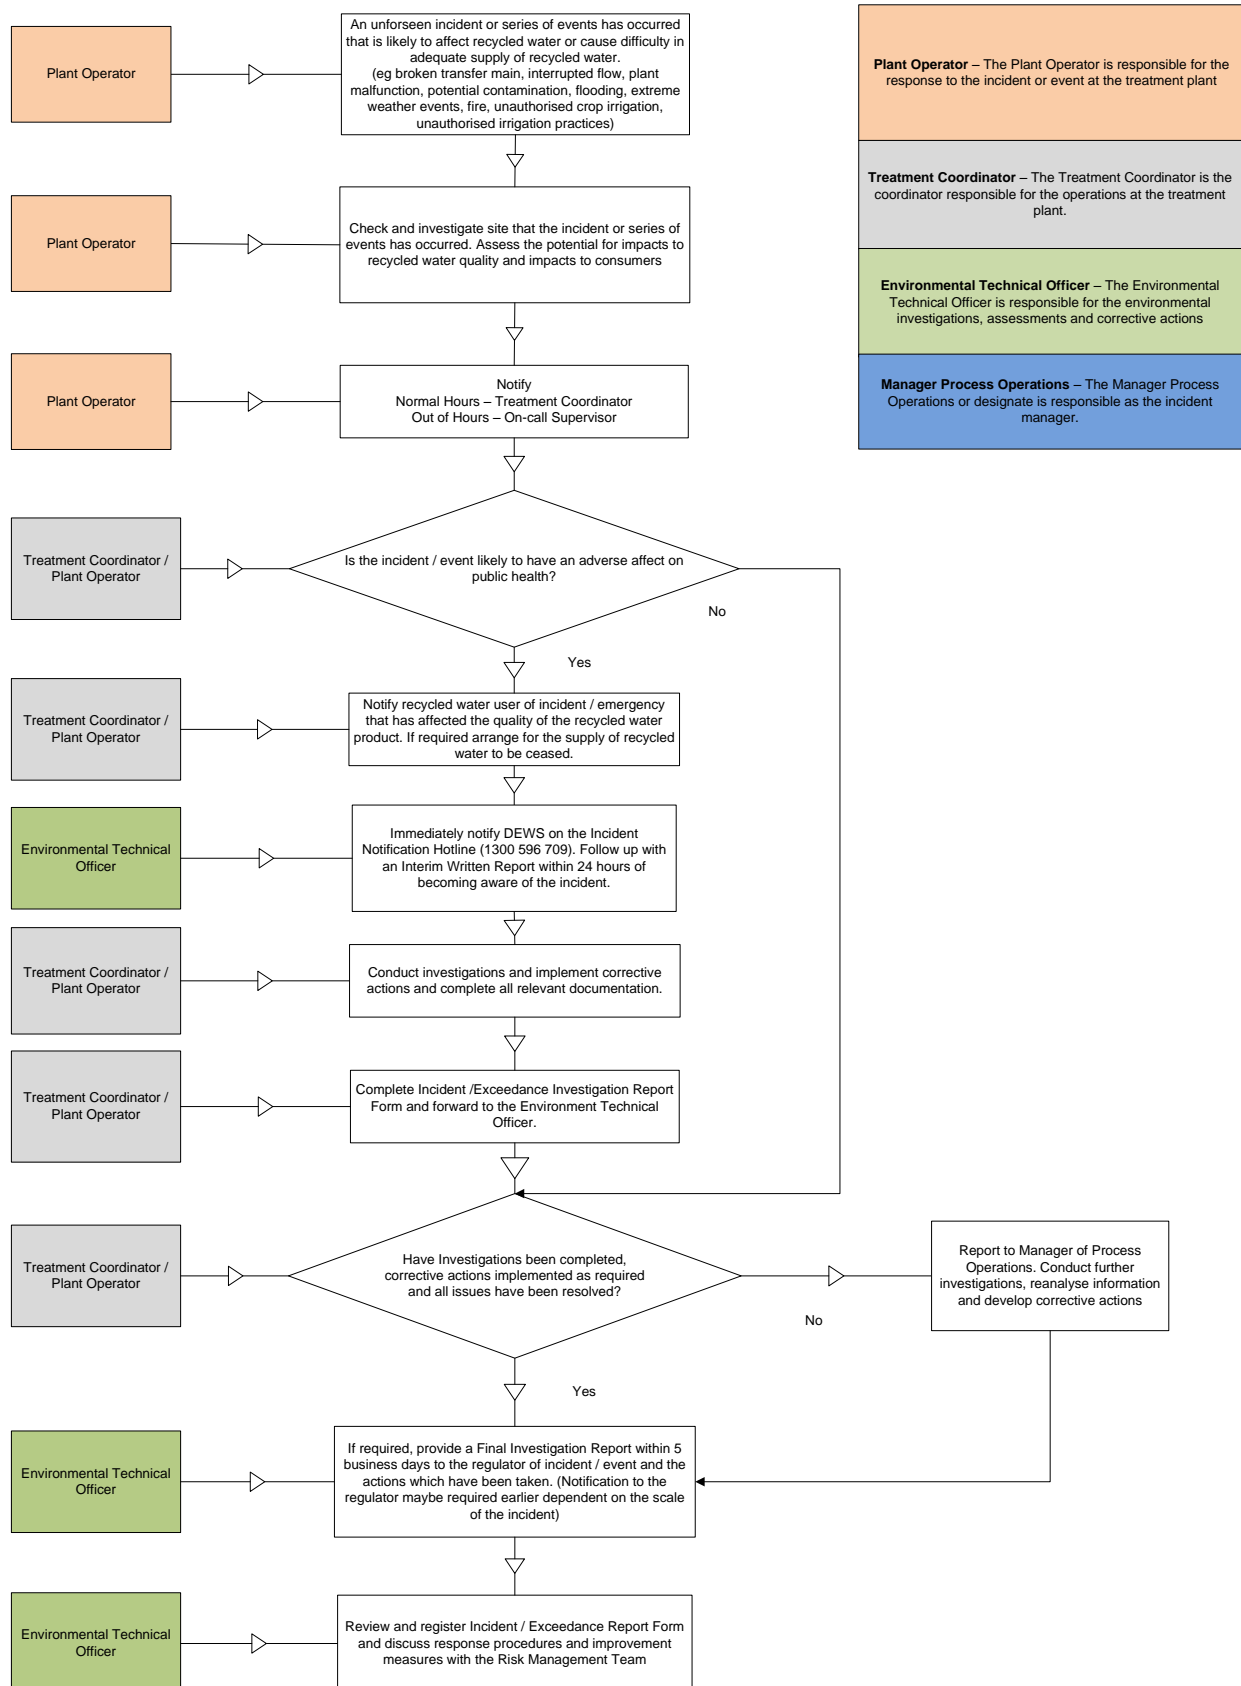 An unforseen incident or series of events has occurred
that is likely to affect recycled water or cause difficulty in
adequate supply of recycled water.
(eg broken transfer main, interrupted flow, plant
malfunction, potential contamination, flooding, extreme
weather events, fire, unauthorised crop irrigation,
unauthorised irrigation practices)
Plant Operator
Plant Operator – The Plant Operator is responsible for the
response to the incident or event at the treatment plant
Treatment Coordinator – The Treatment Coordinator is the
coordinator responsible for the operations at the treatment
plant.
Environmental Technical Officer – The Environmental
Technical Officer is responsible for the environmental
investigations, assessments and corrective actions
Manager Process Operations – The Manager Process
Operations or designate is responsible as the incident
manager.
Plant Operator
Check and investigate site that the incident or series of
events has occurred. Assess the potential for impacts to
recycled water quality and impacts to consumers
Plant Operator
Notify
Normal Hours – Treatment Coordinator
Out of Hours – On-call Supervisor
Treatment Coordinator /
Plant Operator
Is the incident / event likely to have an adverse affect on
public health?
No
Yes
Treatment Coordinator /
Plant Operator
Notify recycled water user of incident / emergency
that has affected the quality of the recycled water
product. If required arrange for the supply of recycled
water to be ceased.
Environmental Technical
Officer
Immediately notify DEWS on the Incident
Notification Hotline (1300 596 709). Follow up with
an Interim Written Report within 24 hours of
becoming aware of the incident.
Treatment Coordinator /
Plant Operator
Conduct investigations and implement corrective
actions and complete all relevant documentation.
Treatment Coordinator /
Plant Operator
Complete Incident /Exceedance Investigation Report
Form and forward to the Environment Technical
Officer.
Treatment Coordinator /
Plant Operator
Have Investigations been completed,
corrective actions implemented as required
and all issues have been resolved?
No
Report to Manager of Process
Operations. Conduct further
investigations, reanalyse information
and develop corrective actions
Yes
Environmental Technical
Officer
If required, provide a Final Investigation Report within 5
business days to the regulator of incident / event and the
actions which have been taken. (Notification to the
regulator maybe required earlier dependent on the scale
of the incident)
Environmental Technical
Officer
Review and register Incident / Exceedance Report Form
and discuss response procedures and improvement
measures with the Risk Management Team